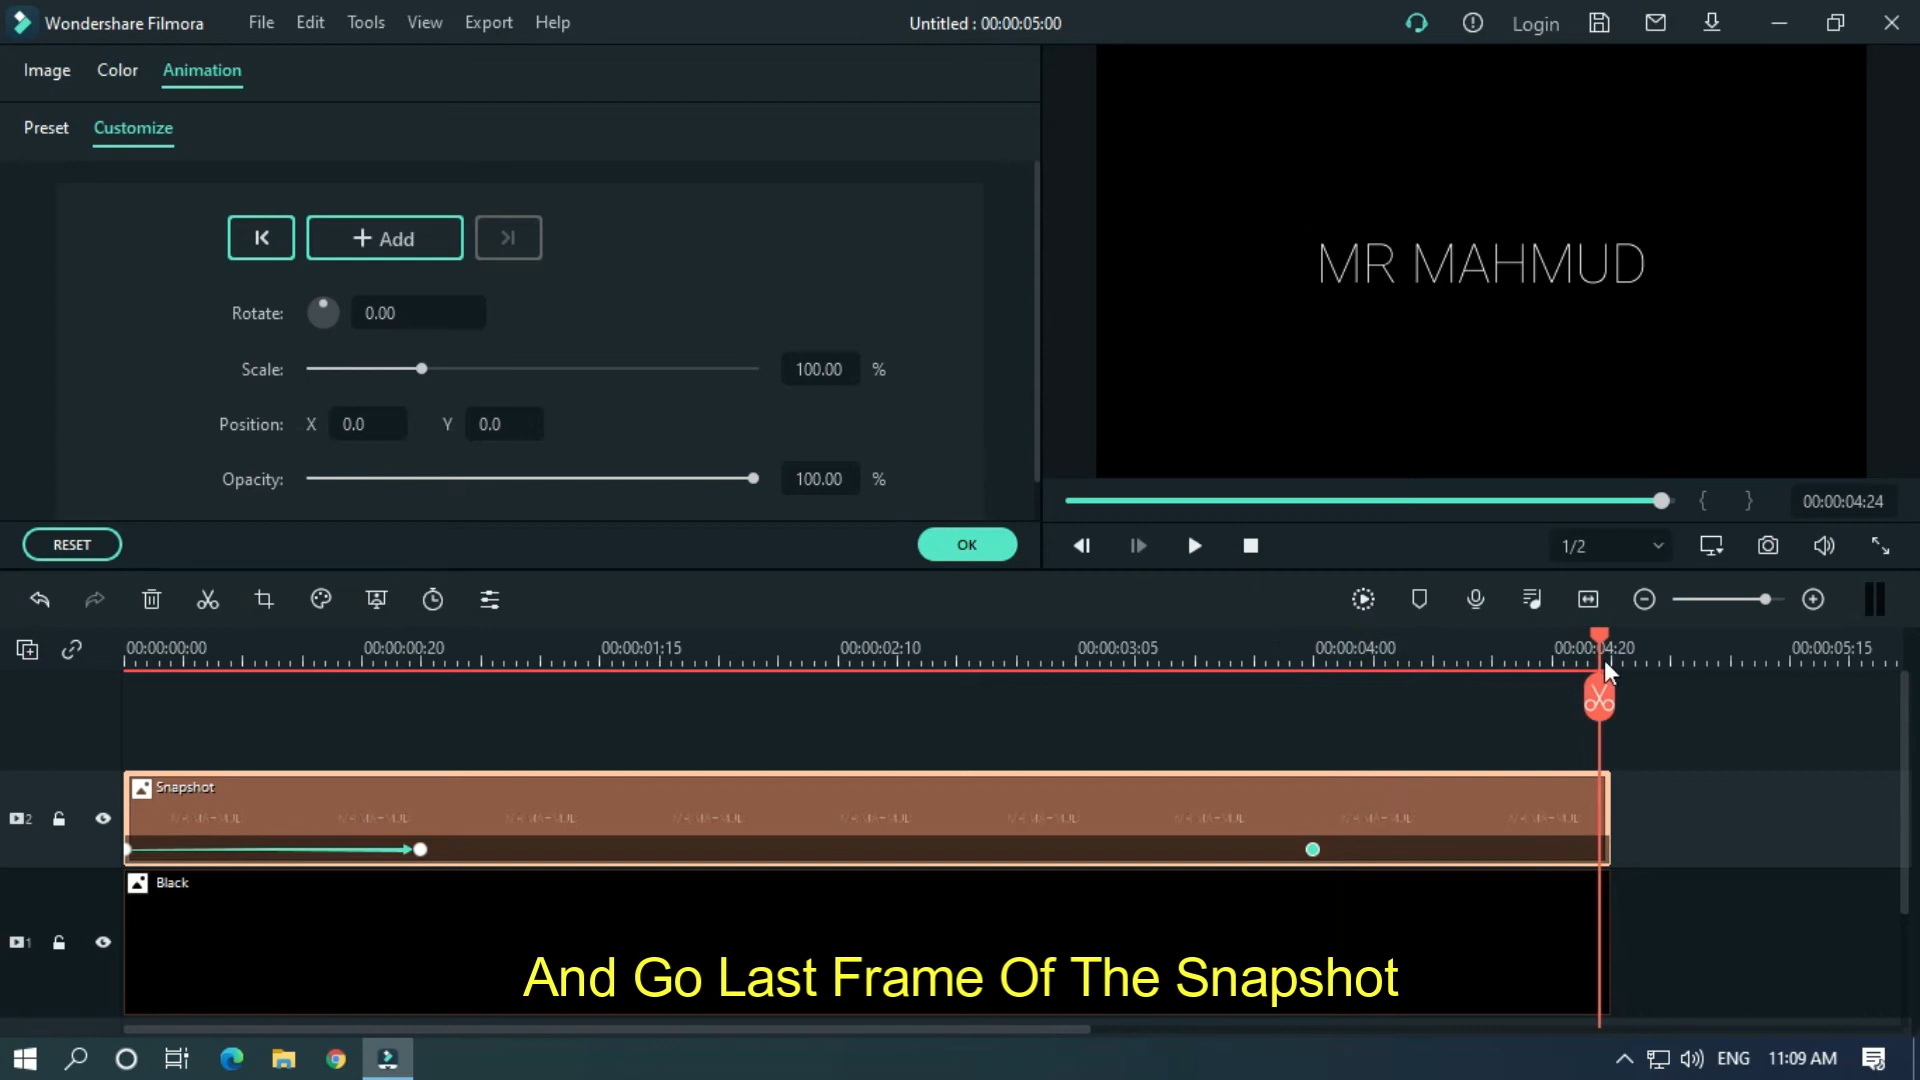 Wondershare Filmora File Edit Tools View Export Help Untitled : 00:00:05:00 Login
Image Color Animation
Preset Customize
+ Add
Rotate: 0.00
Scale: 100.00 %
Position: X 0.0 Y 0.0
Opacity: 100.00 %
RESET OK
MR MAHMUD
{ } 00:00:04:24
1/2
00:00:00:00 00:00:00:20 00:00:01:15 00:00:02:10 00:00:03:05 00:00:04:00 00:00:04:20 00:00:05:15
Snapshot
2
Black
1
And Go Last Frame Of The Snapshot
ENG 11:09 AM